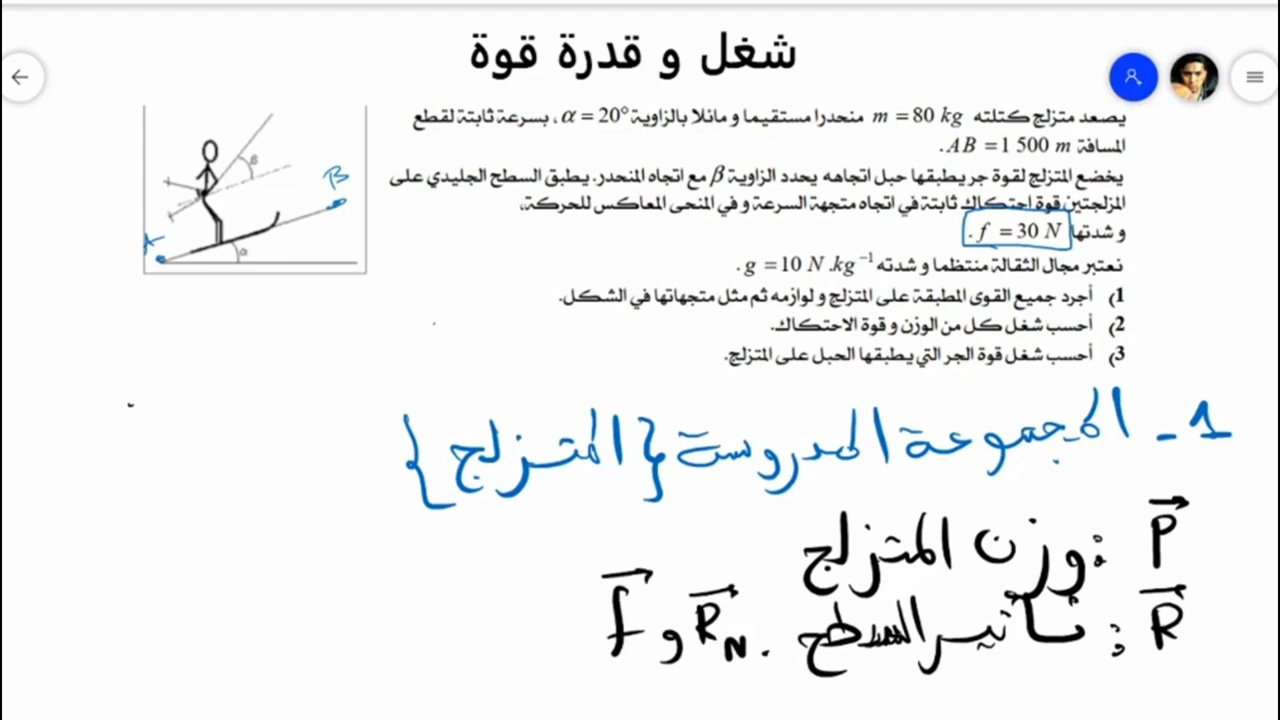 شغل و قدرة قوة
يصعد متزلج كتلته m = 80 kg منحدرا مستقيما و مائلا بالزاوية α = 20°، بسرعة ثابتة لقطع
المسافة AB = 1 500 m.
يخضع المتزلج لقوة جر يطبقها حبل اتجاهه يحدد الزاوية β مع اتجاه المنحدر. يطبق السطح الجليدي على
المزلجتين قوة احتكاك ثابتة في اتجاه متجهة السرعة و في المنحى المعاكس للحركة،
و شدتها f = 30 N.
نعتبر مجال الثقالة منتظما و شدته g = 10 N.kg⁻¹.
1) أجرد جميع القوى المطبقة على المتزلج و لوازمه ثم مثل متجهاتها في الشكل.
2) أحسب شغل كل من الوزن و قوة الاحتكاك.
3) أحسب شغل قوة الجر التي يطبقها الحبل على المتزلج.
β
B
A
α
1 - المجموعة المدروسة {المتزلج}
P⃗ : وزن المتزلج
R⃗ : تأثير السطح. R⃗N و f⃗